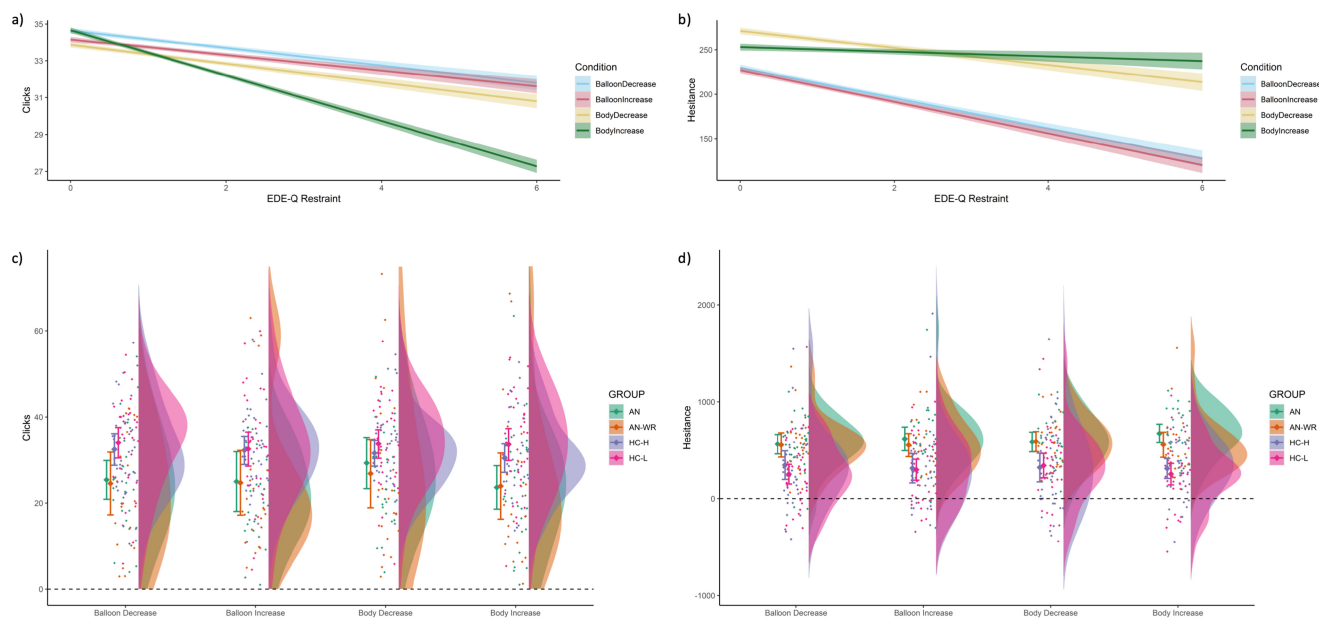 a)
35
33
31
29
27
Clicks
0
2
4
6
EDE-Q Restraint
Condition
BalloonDecrease
BalloonIncrease
BodyDecrease
BodyIncrease
b)
250
200
150
Hesitance
0
2
4
6
EDE-Q Restraint
Condition
BalloonDecrease
BalloonIncrease
BodyDecrease
BodyIncrease
c)
60
40
20
0
Clicks
Balloon Decrease
Balloon Increase
Body Decrease
Body Increase
GROUP
AN
AN-WR
HC-H
HC-L
d)
2000
1000
0
-1000
Hesitance
Balloon Decrease
Balloon Increase
Body Decrease
Body Increase
GROUP
AN
AN-WR
HC-H
HC-L